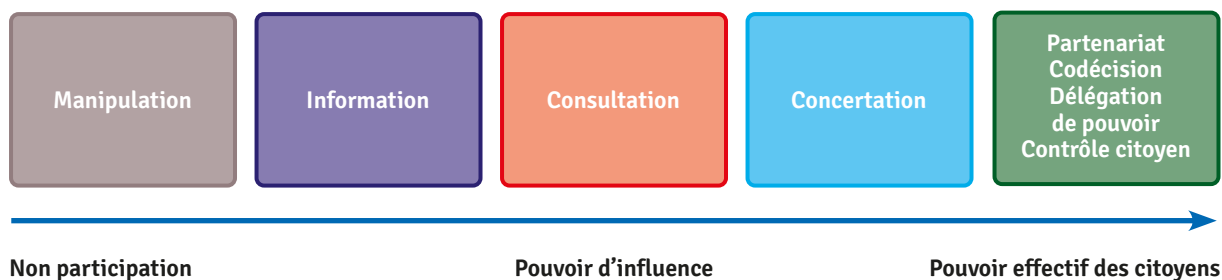 Manipulation
Information
Consultation
Concertation
Partenariat
Codécision
Délégation
de pouvoir
Contrôle citoyen
Non participation
Pouvoir d'influence
Pouvoir effectif des citoyens